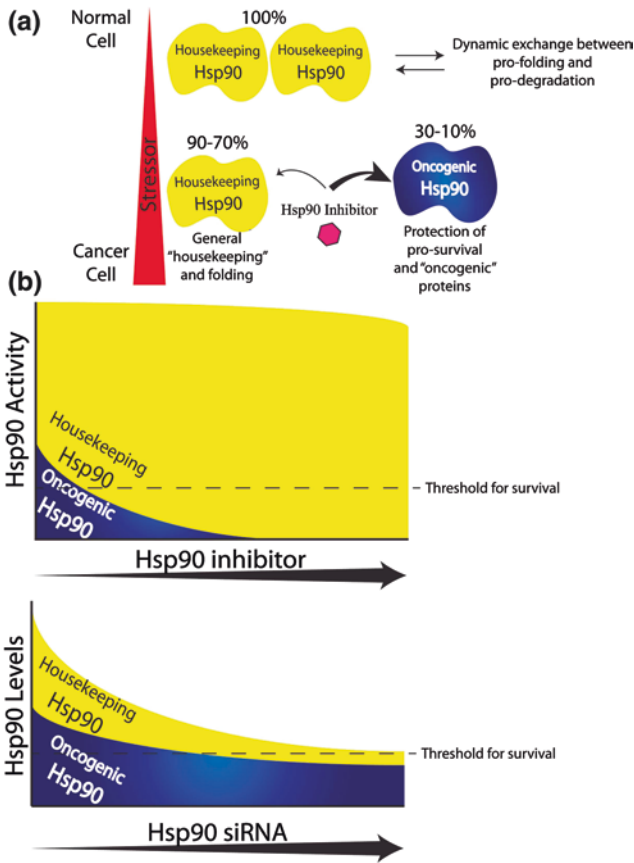 (a)
Normal
Cell
100%
Housekeeping
Hsp90
Housekeeping
Hsp90
Dynamic exchange between
pro-folding and
pro-degradation
Stressor
90-70%
Housekeeping
Hsp90
General
"housekeeping"
and folding
Hsp90 Inhibitor
30-10%
Oncogenic
Hsp90
Protection of
pro-survival
and "oncogenic"
proteins
Cancer
Cell
(b)
Hsp90 Activity
Housekeeping
Hsp90
Oncogenic
Hsp90
Threshold for survival
Hsp90 inhibitor
Hsp90 Levels
Housekeeping
Hsp90
Oncogenic
Hsp90
Threshold for survival
Hsp90 siRNA